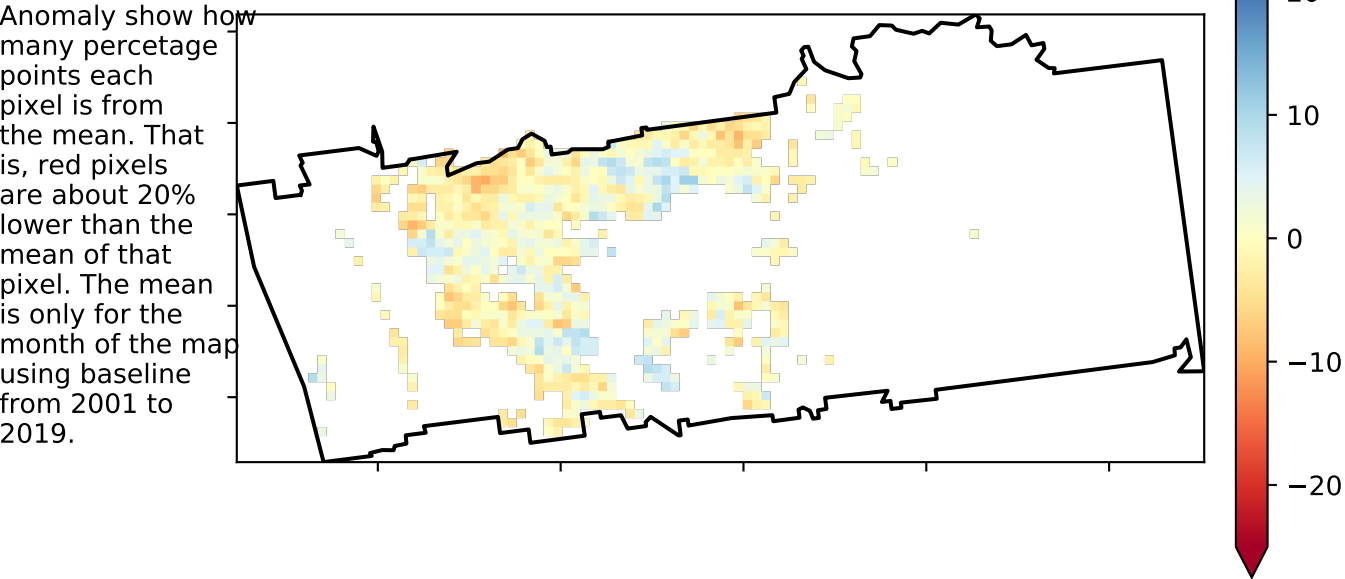 Anomaly show how
many percetage
points each
pixel is from
the mean. That
is, red pixels
are about 20%
lower than the
mean of that
pixel. The mean
is only for the
month of the map
using baseline
from 2001 to
2019.
10
0
−10
−20